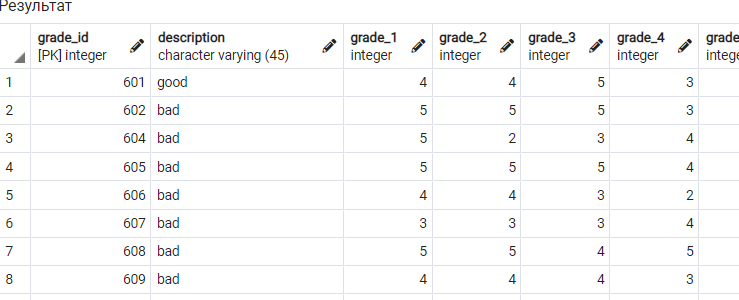 Результат
grade_id description grade_1 grade_2 grade_3 grade_4 grade
[PK] integer character varying (45) integer integer integer integer intege
1 601 good 4 4 5 3
2 602 bad 5 5 5 3
3 604 bad 5 2 3 4
4 605 bad 5 5 5 4
5 606 bad 4 4 3 2
6 607 bad 3 3 3 4
7 608 bad 5 5 4 5
8 609 bad 4 4 4 3